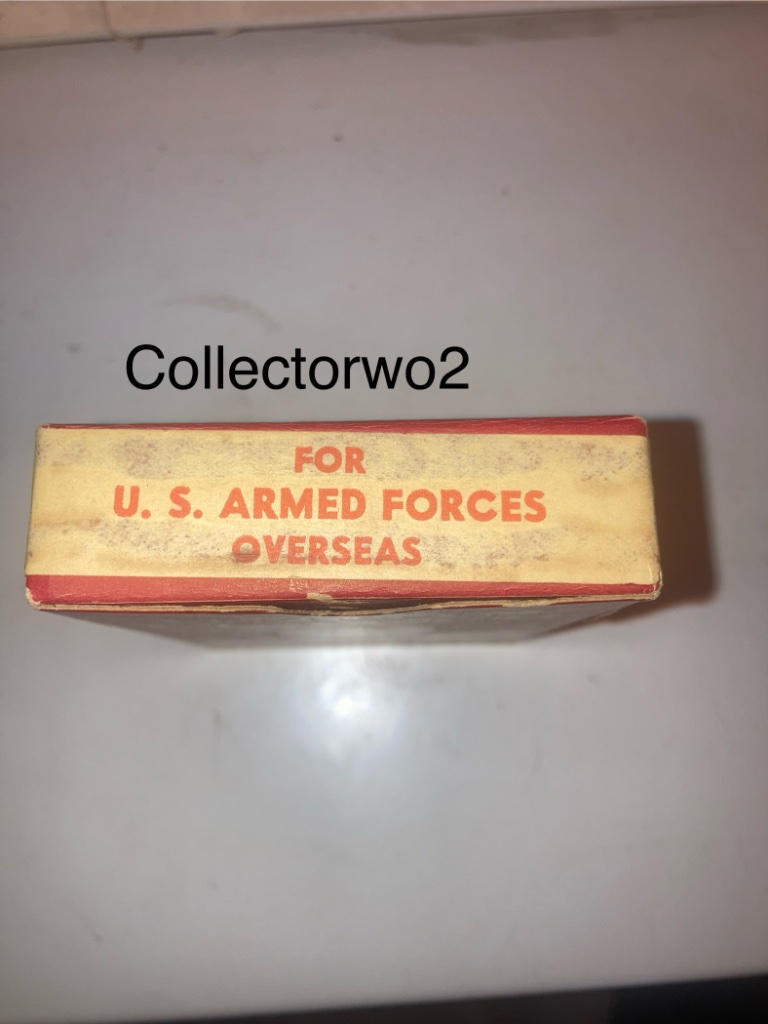 Collectorwo2
FOR
U. S. ARMED FORCES
OVERSEAS